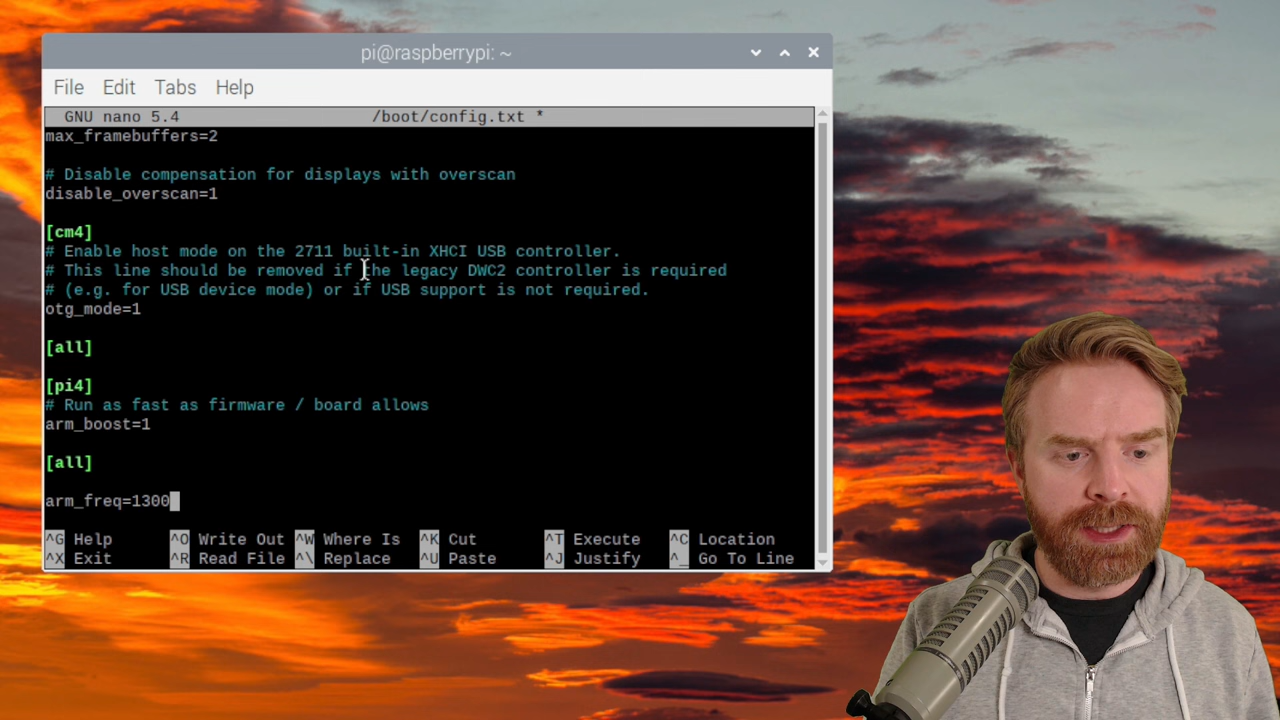 pi@raspberrypi: ~
File Edit Tabs Help
GNU nano 5.4 /boot/config.txt *
max_framebuffers=2
# Disable compensation for displays with overscan
disable_overscan=1
[cm4]
# Enable host mode on the 2711 built-in XHCI USB controller.
# This line should be removed if the legacy DWC2 controller is required
# (e.g. for USB device mode) or if USB support is not required.
otg_mode=1
[all]
[pi4]
# Run as fast as firmware / board allows
arm_boost=1
[all]
arm_freq=1300
^G Help ^O Write Out ^W Where Is ^K Cut ^T Execute ^C Location
^X Exit ^R Read File ^\ Replace ^U Paste ^J Justify ^_ Go To Line